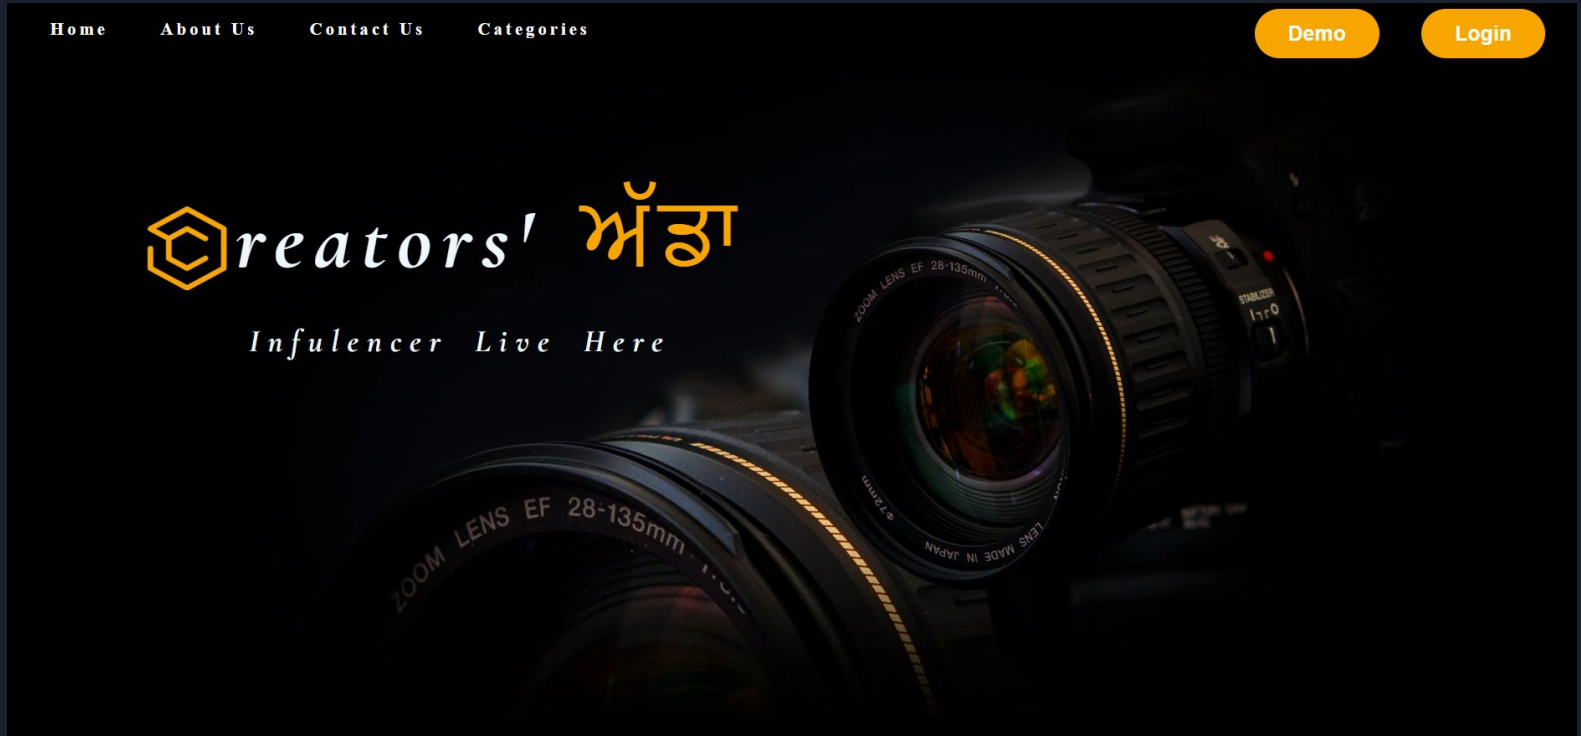 Home About Us Contact Us Categories Demo Login
Creators' ਅੱਡਾ
Infulencer Live Here
ZOOM LENS EF 28-135mm
STABILIZER
ø72mm
LENS MADE IN JAPAN
ZOOM LENS EF 28-135mm